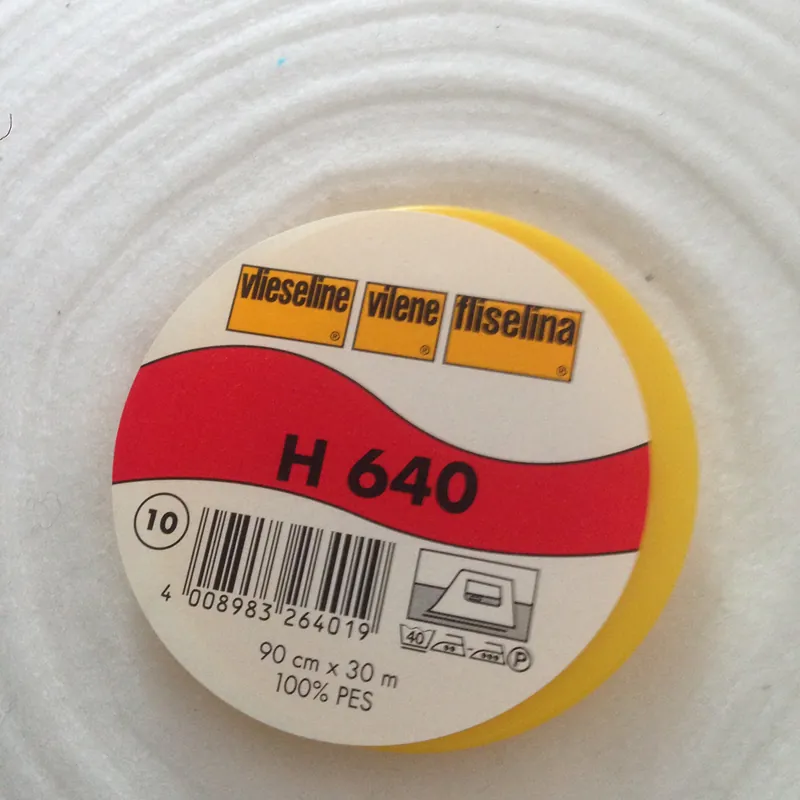 vlieseline ® vilene ® fliselina ®
H 640
10
4 008983 264019
40 P
90 cm x 30 m
100% PES